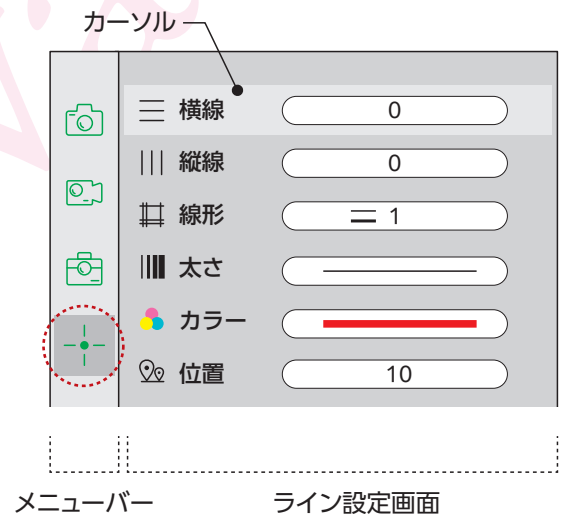 カーソル
横線 0
縦線 0
線形 1
太さ
カラー
位置 10
メニューバー ライン設定画面